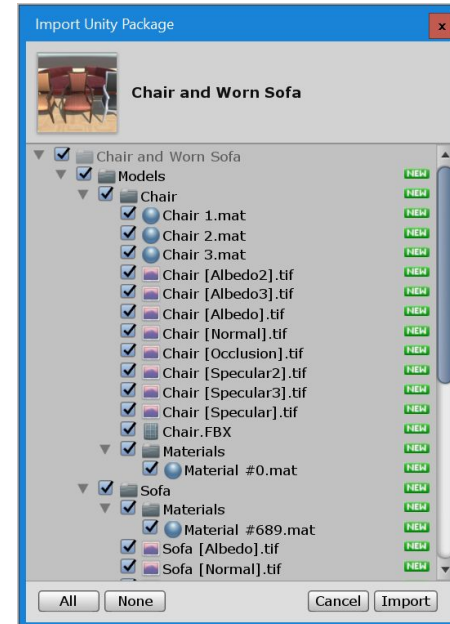 Import Unity Package
x
Chair and Worn Sofa
Chair and Worn Sofa
Models NEW
Chair NEW
Chair 1.mat NEW
Chair 2.mat NEW
Chair 3.mat NEW
Chair [Albedo2].tif NEW
Chair [Albedo3].tif NEW
Chair [Albedo].tif NEW
Chair [Normal].tif NEW
Chair [Occlusion].tif NEW
Chair [Specular2].tif NEW
Chair [Specular3].tif NEW
Chair [Specular].tif NEW
Chair.FBX NEW
Materials NEW
Material #0.mat NEW
Sofa NEW
Materials NEW
Material #689.mat NEW
Sofa [Albedo].tif NEW
Sofa [Normal].tif NEW
All None Cancel Import